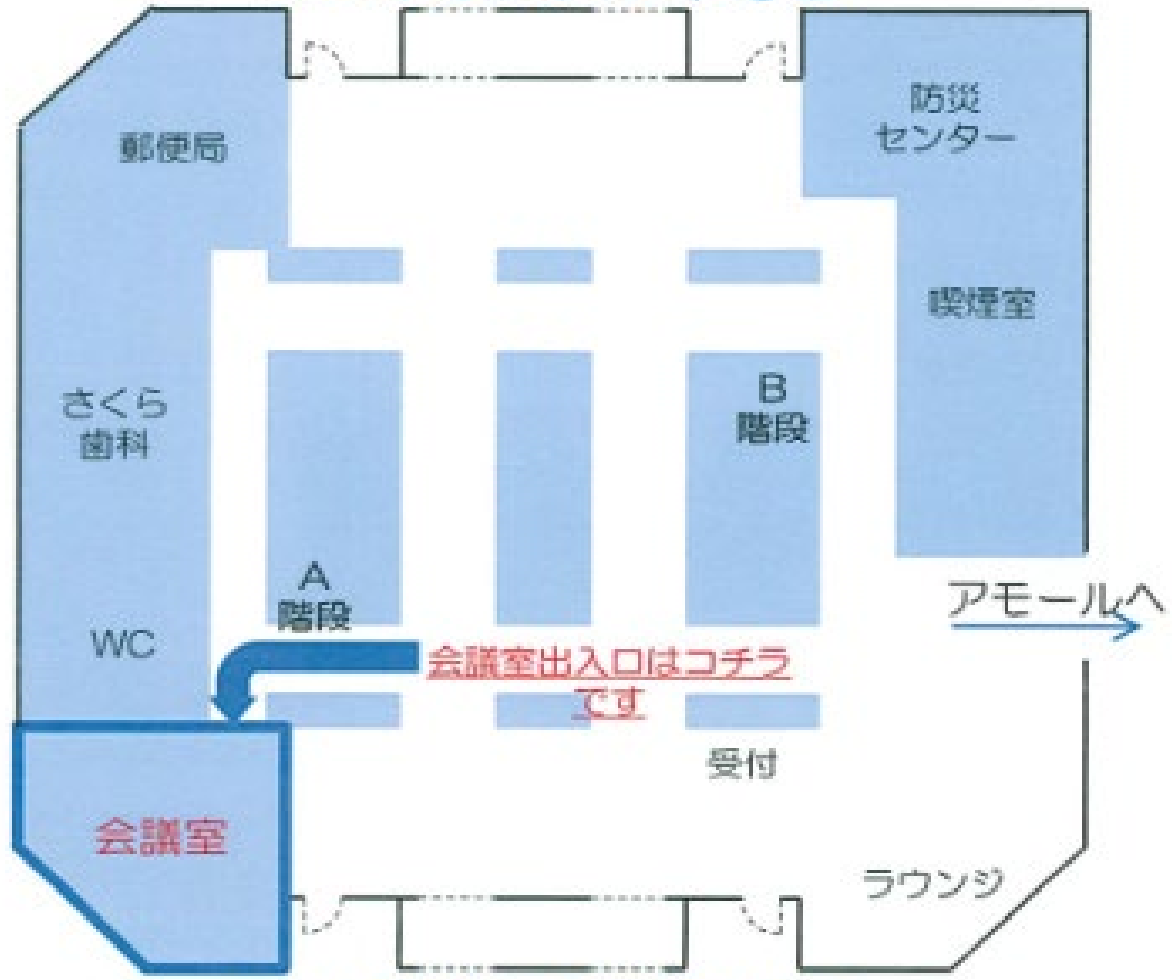 郵便局
防災
センター
喫煙室
さくら
歯科
B
階段
A
階段
アモールへ
WC
会議室出入口はコチラ
です
受付
会議室
ラウンジ